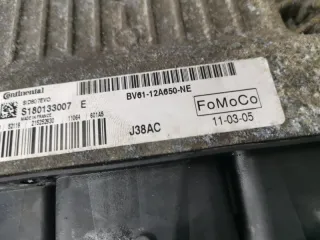 Continental
BV61-12A650-NE
S180133007 E
MADE IN FRANCE
FoMoCo
J38AC
11-03-05